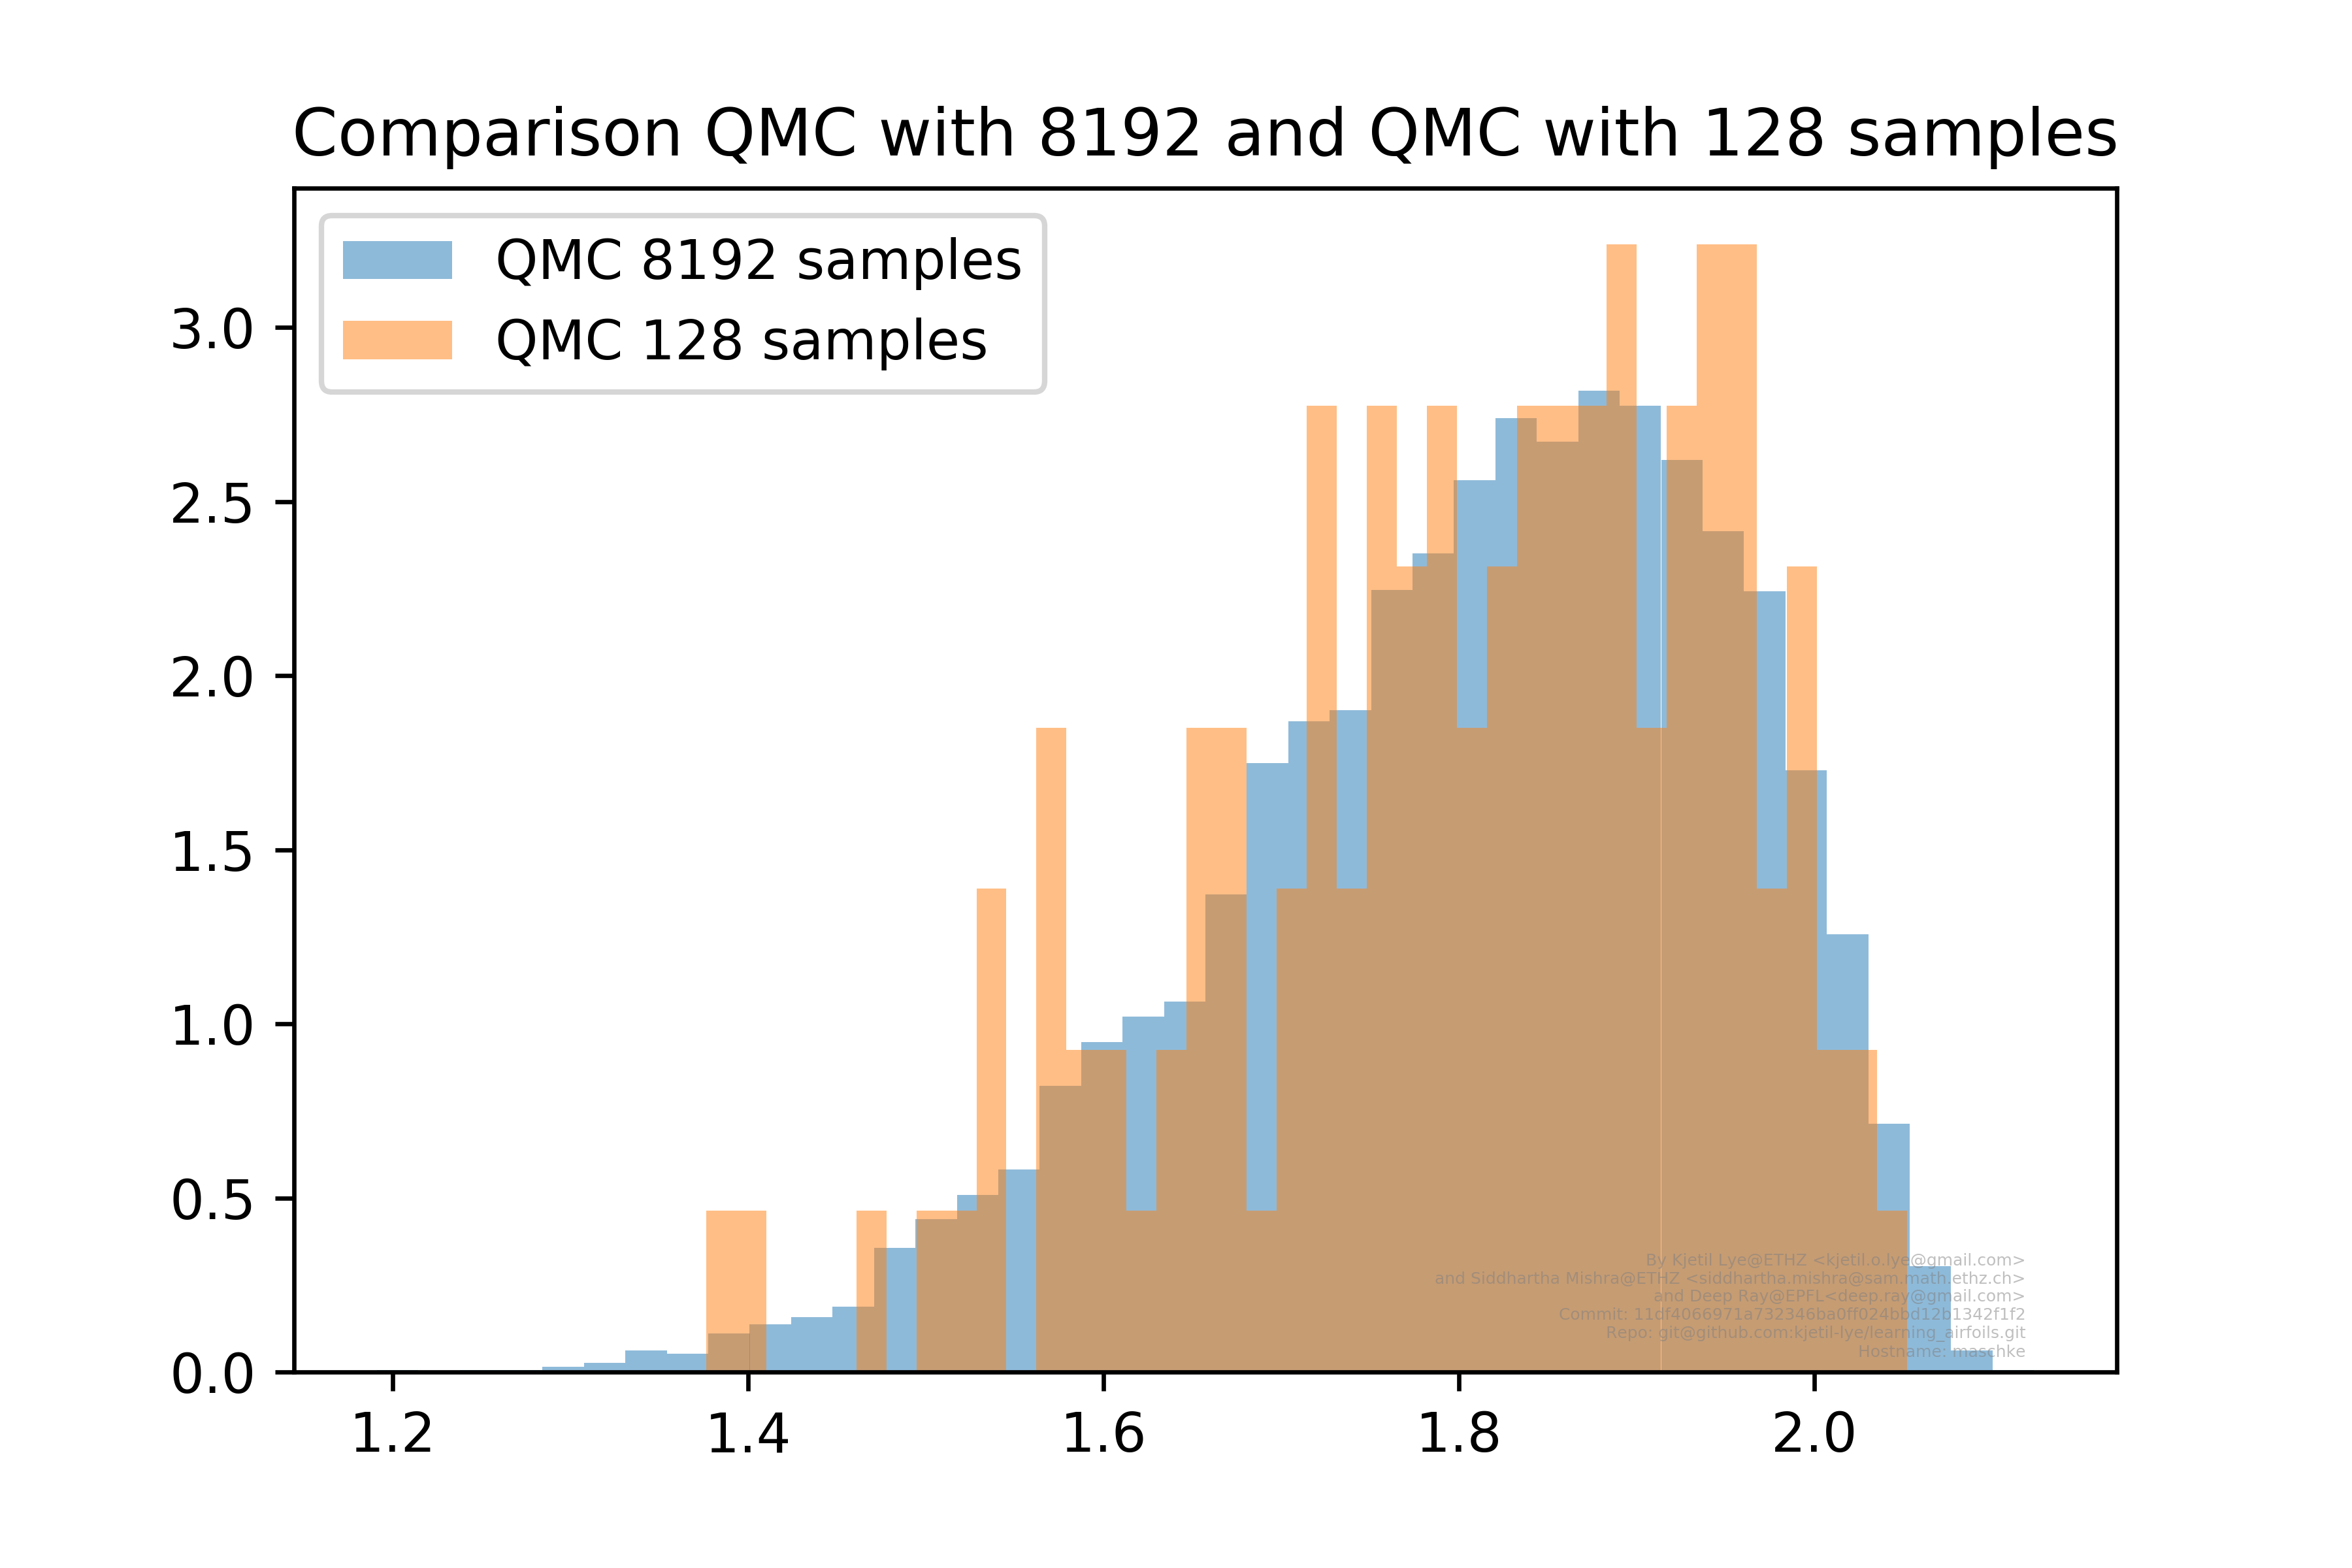 Comparison QMC with 8192 and QMC with 128 samples
QMC 8192 samples
QMC 128 samples
3.0
2.5
2.0
1.5
1.0
0.5
0.0
1.2
1.4
1.6
1.8
2.0
By Kjetil Lye@ETHZ <kjetil.o.lye@gmail.com>
and Siddhartha Mishra@ETHZ <siddhartha.mishra@sam.math.ethz.ch>
and Deep Ray@EPFL<deep.ray@gmail.com>
Commit: 11df4066971a732346ba0ff024bbd12b1342f1f2
Repo: git@github.com:kjetil-lye/learning_airfoils.git
Hostname: maschke